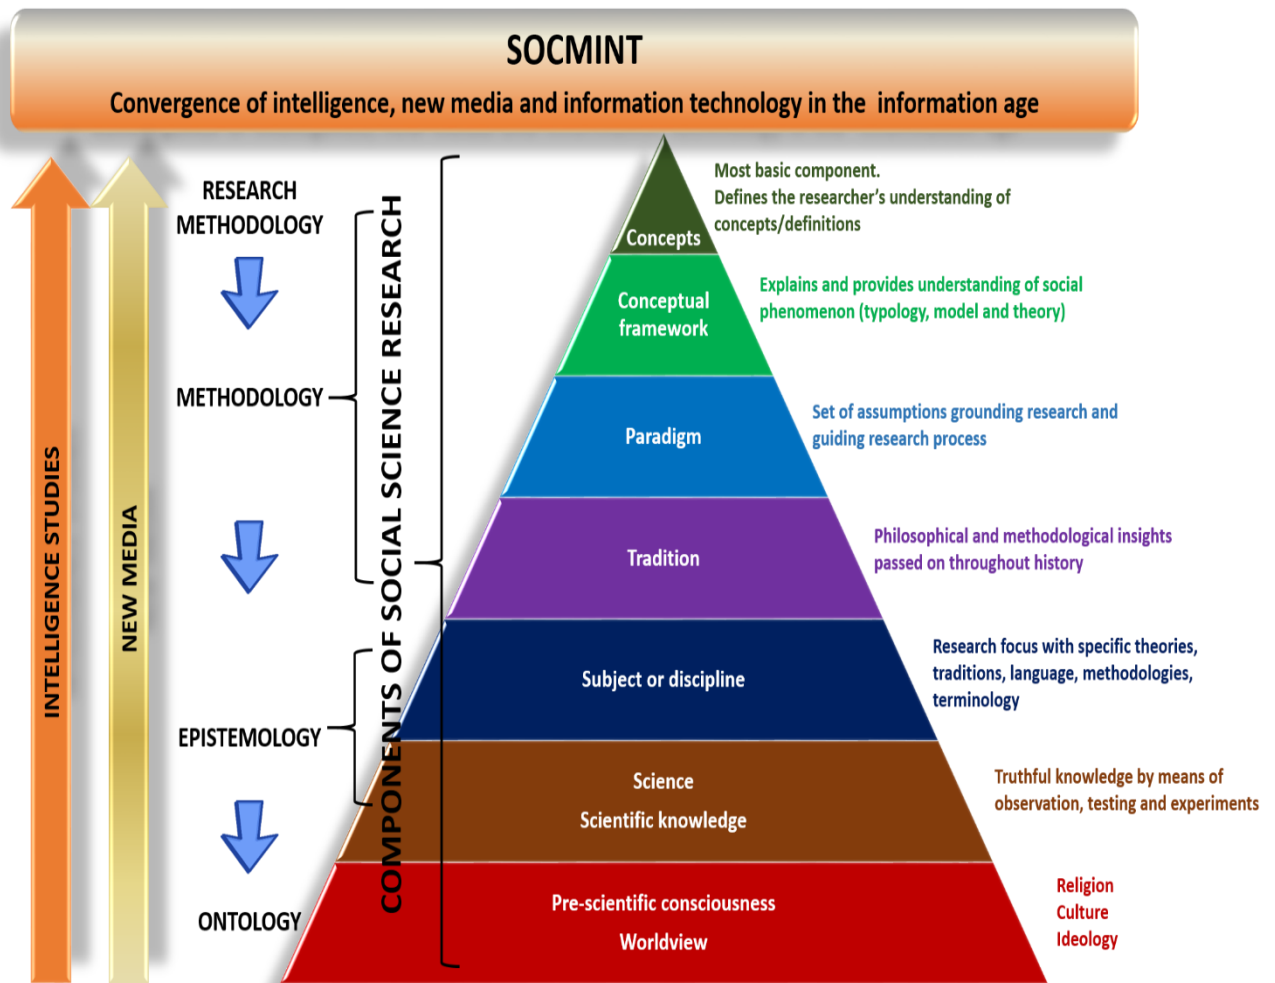 SOCMINT
Convergence of intelligence, new media and information technology in the information age
INTELLIGENCE STUDIES
NEW MEDIA
RESEARCH
METHODOLOGY
METHODOLOGY
EPISTEMOLOGY
ONTOLOGY
COMPONENTS OF SOCIAL SCIENCE RESEARCH
Concepts
Most basic component.
Defines the researcher's understanding of
concepts/definitions
Conceptual
framework
Explains and provides understanding of social
phenomenon (typology, model and theory)
Paradigm
Set of assumptions grounding research and
guiding research process
Tradition
Philosophical and methodological insights
passed on throughout history
Subject or discipline
Research focus with specific theories,
traditions, language, methodologies,
terminology
Science
Scientific knowledge
Truthful knowledge by means of
observation, testing and experiments
Pre-scientific consciousness
Worldview
Religion
Culture
Ideology